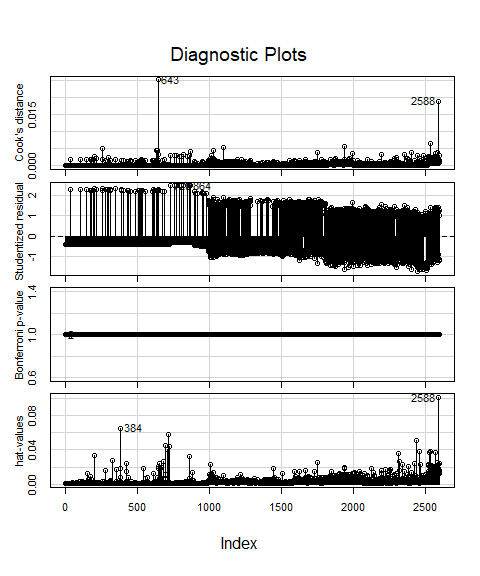 Diagnostic Plots
Cook's distance
0.000 0.015
643
2588
Studentized residual
-1 0 1 2
864
Bonferroni p-value
0.6 1.0 1.4
hat-values
0.00 0.04 0.08
384
2588
0 500 1000 1500 2000 2500
Index